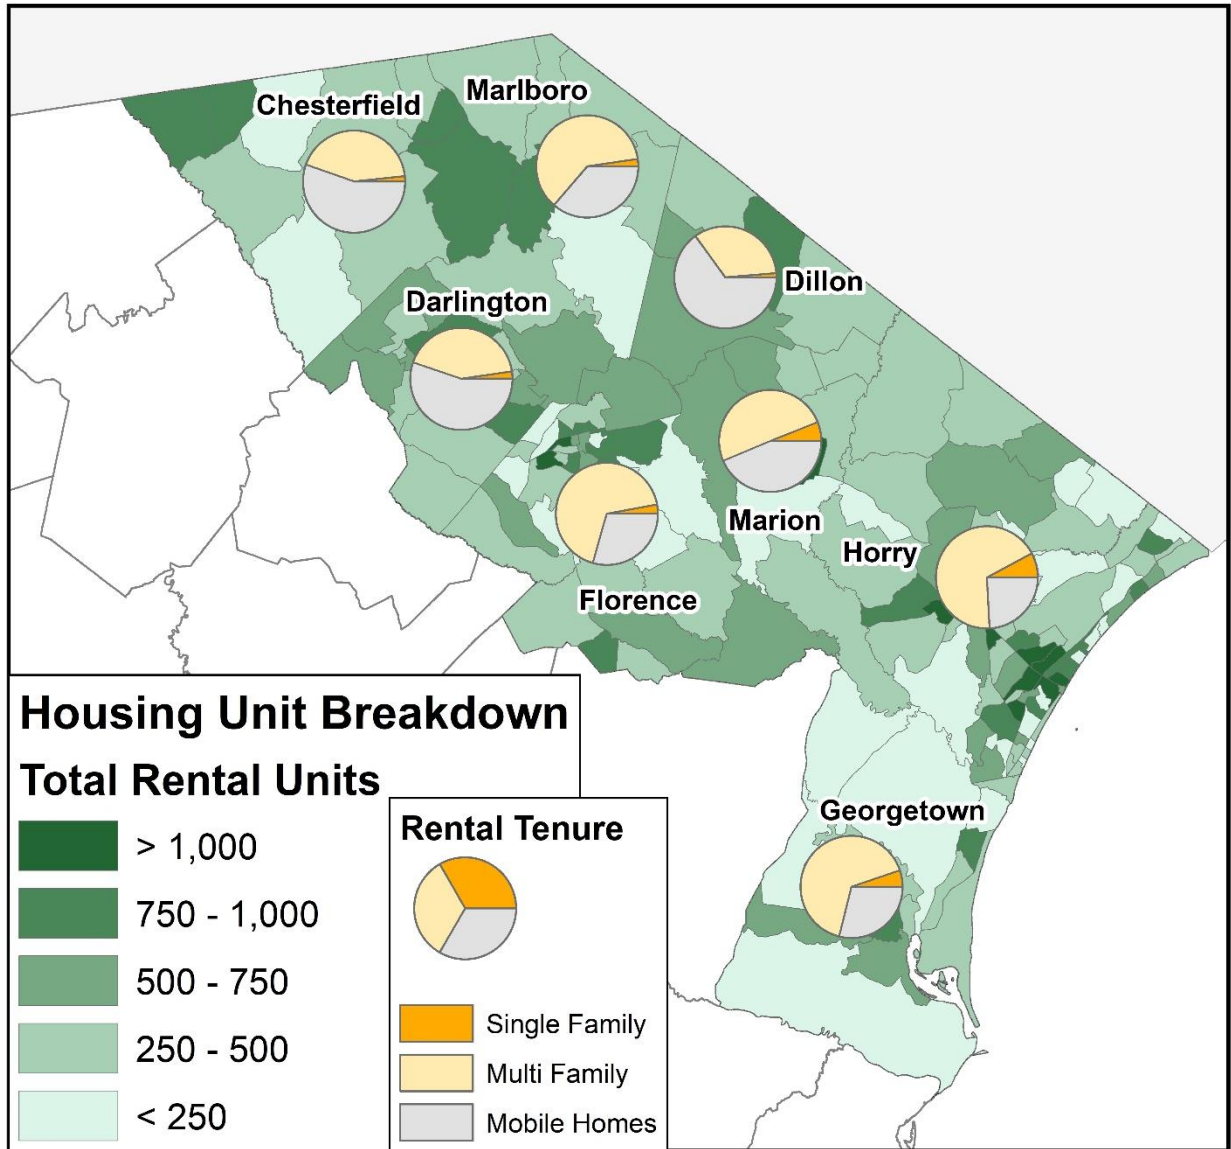 Chesterfield
Marlboro
Dillon
Darlington
Marion
Horry
Florence
Georgetown
Housing Unit Breakdown
Total Rental Units
> 1,000
750 - 1,000
500 - 750
250 - 500
< 250
Rental Tenure
Single Family
Multi Family
Mobile Homes